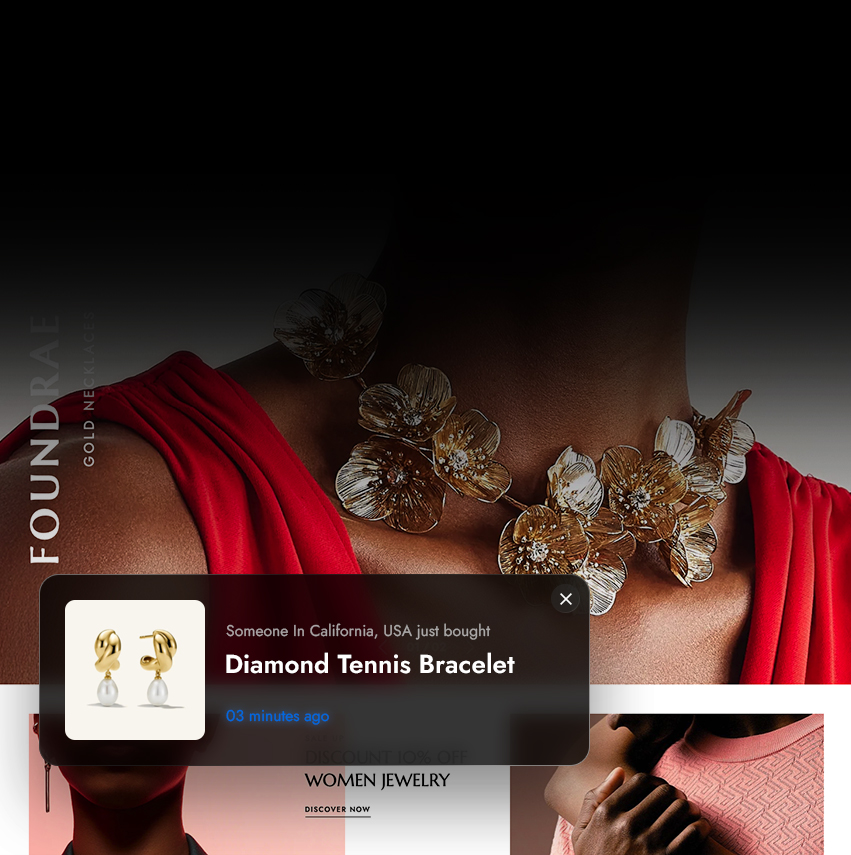 FOUNDRAE
GOLD NECKLACES
Someone In California, USA just bought
Diamond Tennis Bracelet
03 minutes ago
DISCOUNT 10% OFF
WOMEN JEWELRY
DISCOVER NOW